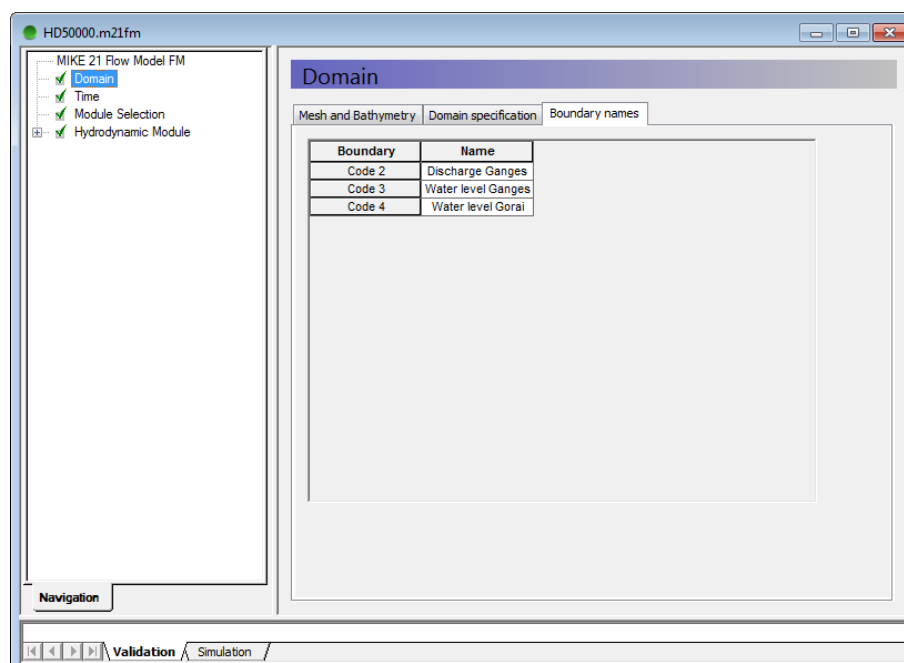 HD50000.m21fm
MIKE 21 Flow Model FM
Domain
Time
Module Selection
Hydrodynamic Module
Navigation
Domain
Mesh and Bathymetry Domain specification Boundary names
Boundary Name
Code 2 Discharge Ganges
Code 3 Water level Ganges
Code 4 Water level Gorai
Validation Simulation